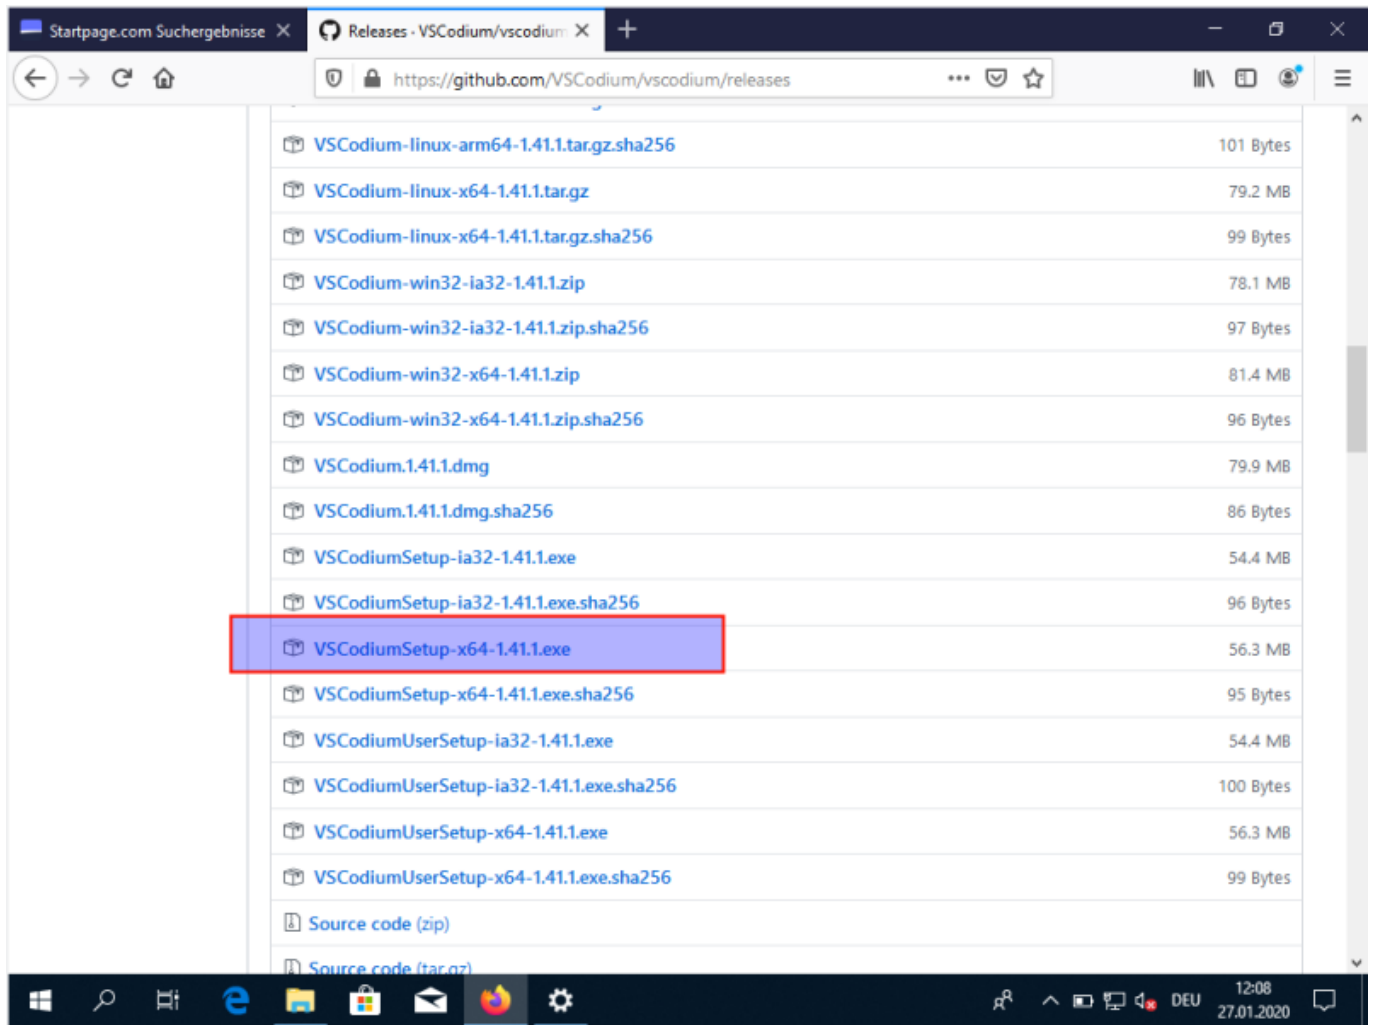 Startpage.com Suchergebnisse
Releases · VSCodium/vscodium
https://github.com/VSCodium/vscodium/releases
VSCodium-linux-arm64-1.41.1.tar.gz.sha256 101 Bytes
VSCodium-linux-x64-1.41.1.tar.gz 79.2 MB
VSCodium-linux-x64-1.41.1.tar.gz.sha256 99 Bytes
VSCodium-win32-ia32-1.41.1.zip 78.1 MB
VSCodium-win32-ia32-1.41.1.zip.sha256 97 Bytes
VSCodium-win32-x64-1.41.1.zip 81.4 MB
VSCodium-win32-x64-1.41.1.zip.sha256 96 Bytes
VSCodium.1.41.1.dmg 79.9 MB
VSCodium.1.41.1.dmg.sha256 86 Bytes
VSCodiumSetup-ia32-1.41.1.exe 54.4 MB
VSCodiumSetup-ia32-1.41.1.exe.sha256 96 Bytes
VSCodiumSetup-x64-1.41.1.exe 56.3 MB
VSCodiumSetup-x64-1.41.1.exe.sha256 95 Bytes
VSCodiumUserSetup-ia32-1.41.1.exe 54.4 MB
VSCodiumUserSetup-ia32-1.41.1.exe.sha256 100 Bytes
VSCodiumUserSetup-x64-1.41.1.exe 56.3 MB
VSCodiumUserSetup-x64-1.41.1.exe.sha256 99 Bytes
Source code (zip)
Source code (tar.gz)
DEU
12:08
27.01.2020